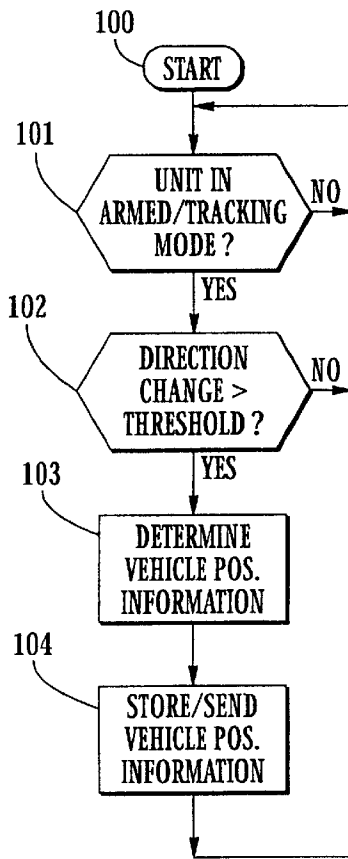 100
START
101
UNIT IN
ARMED/TRACKING
MODE ?
NO
YES
102
DIRECTION
CHANGE >
THRESHOLD ?
NO
YES
103
DETERMINE
VEHICLE POS.
INFORMATION
104
STORE/SEND
VEHICLE POS.
INFORMATION